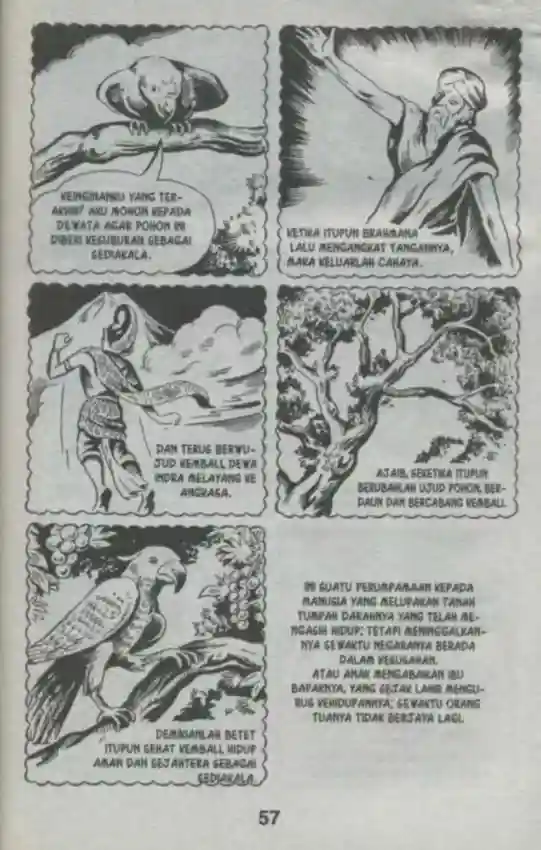 KEINGINANKU YANG TER-
AKHIR? AKU MOHON KEPADA
DEWATA AGAR POHON INI
DIBERI KESUBURAN SEBAGAI
SEDIAKALA.
KETIKA ITUPUN BRAHMANA
LALU MENGANGKAT TANGANNYA,
MAKA KELUARLAH CAHAYA.
DAN TERUS BERWU-
JUD KEMBALI, DEWA
INDRA MELAYANG KE
ANGKASA.
AJAIB, SEKETIKA ITUPUN
BERUBAHLAH UJUD POHON, BER-
DAUN DAN BERCABANG KEMBALI.
DEMIKIANLAH BETET
ITUPUN SEHAT KEMBALI, HIDUP
AMAN DAN SEJAHTERA SEBAGAI
SEDIAKALA.
INI SUATU PERUMPAMAAN KEPADA
MANUSIA YANG MELUPAKAN TANAH
TUMPAH DARAHNYA YANG TELAH ME-
NGASIH HIDUP; TETAPI MENINGGALKAN-
NYA SEWAKTU NEGARANYA BERADA
DALAM KESUSAHAN.
ATAU ANAK MENGABAIKAN IBU
BAPAKNYA, YANG SEJAK LAHIR MENGU-
RUS KEHIDUPANNYA; SEWAKTU ORANG
TUANYA TIDAK BERJAYA LAGI.
57